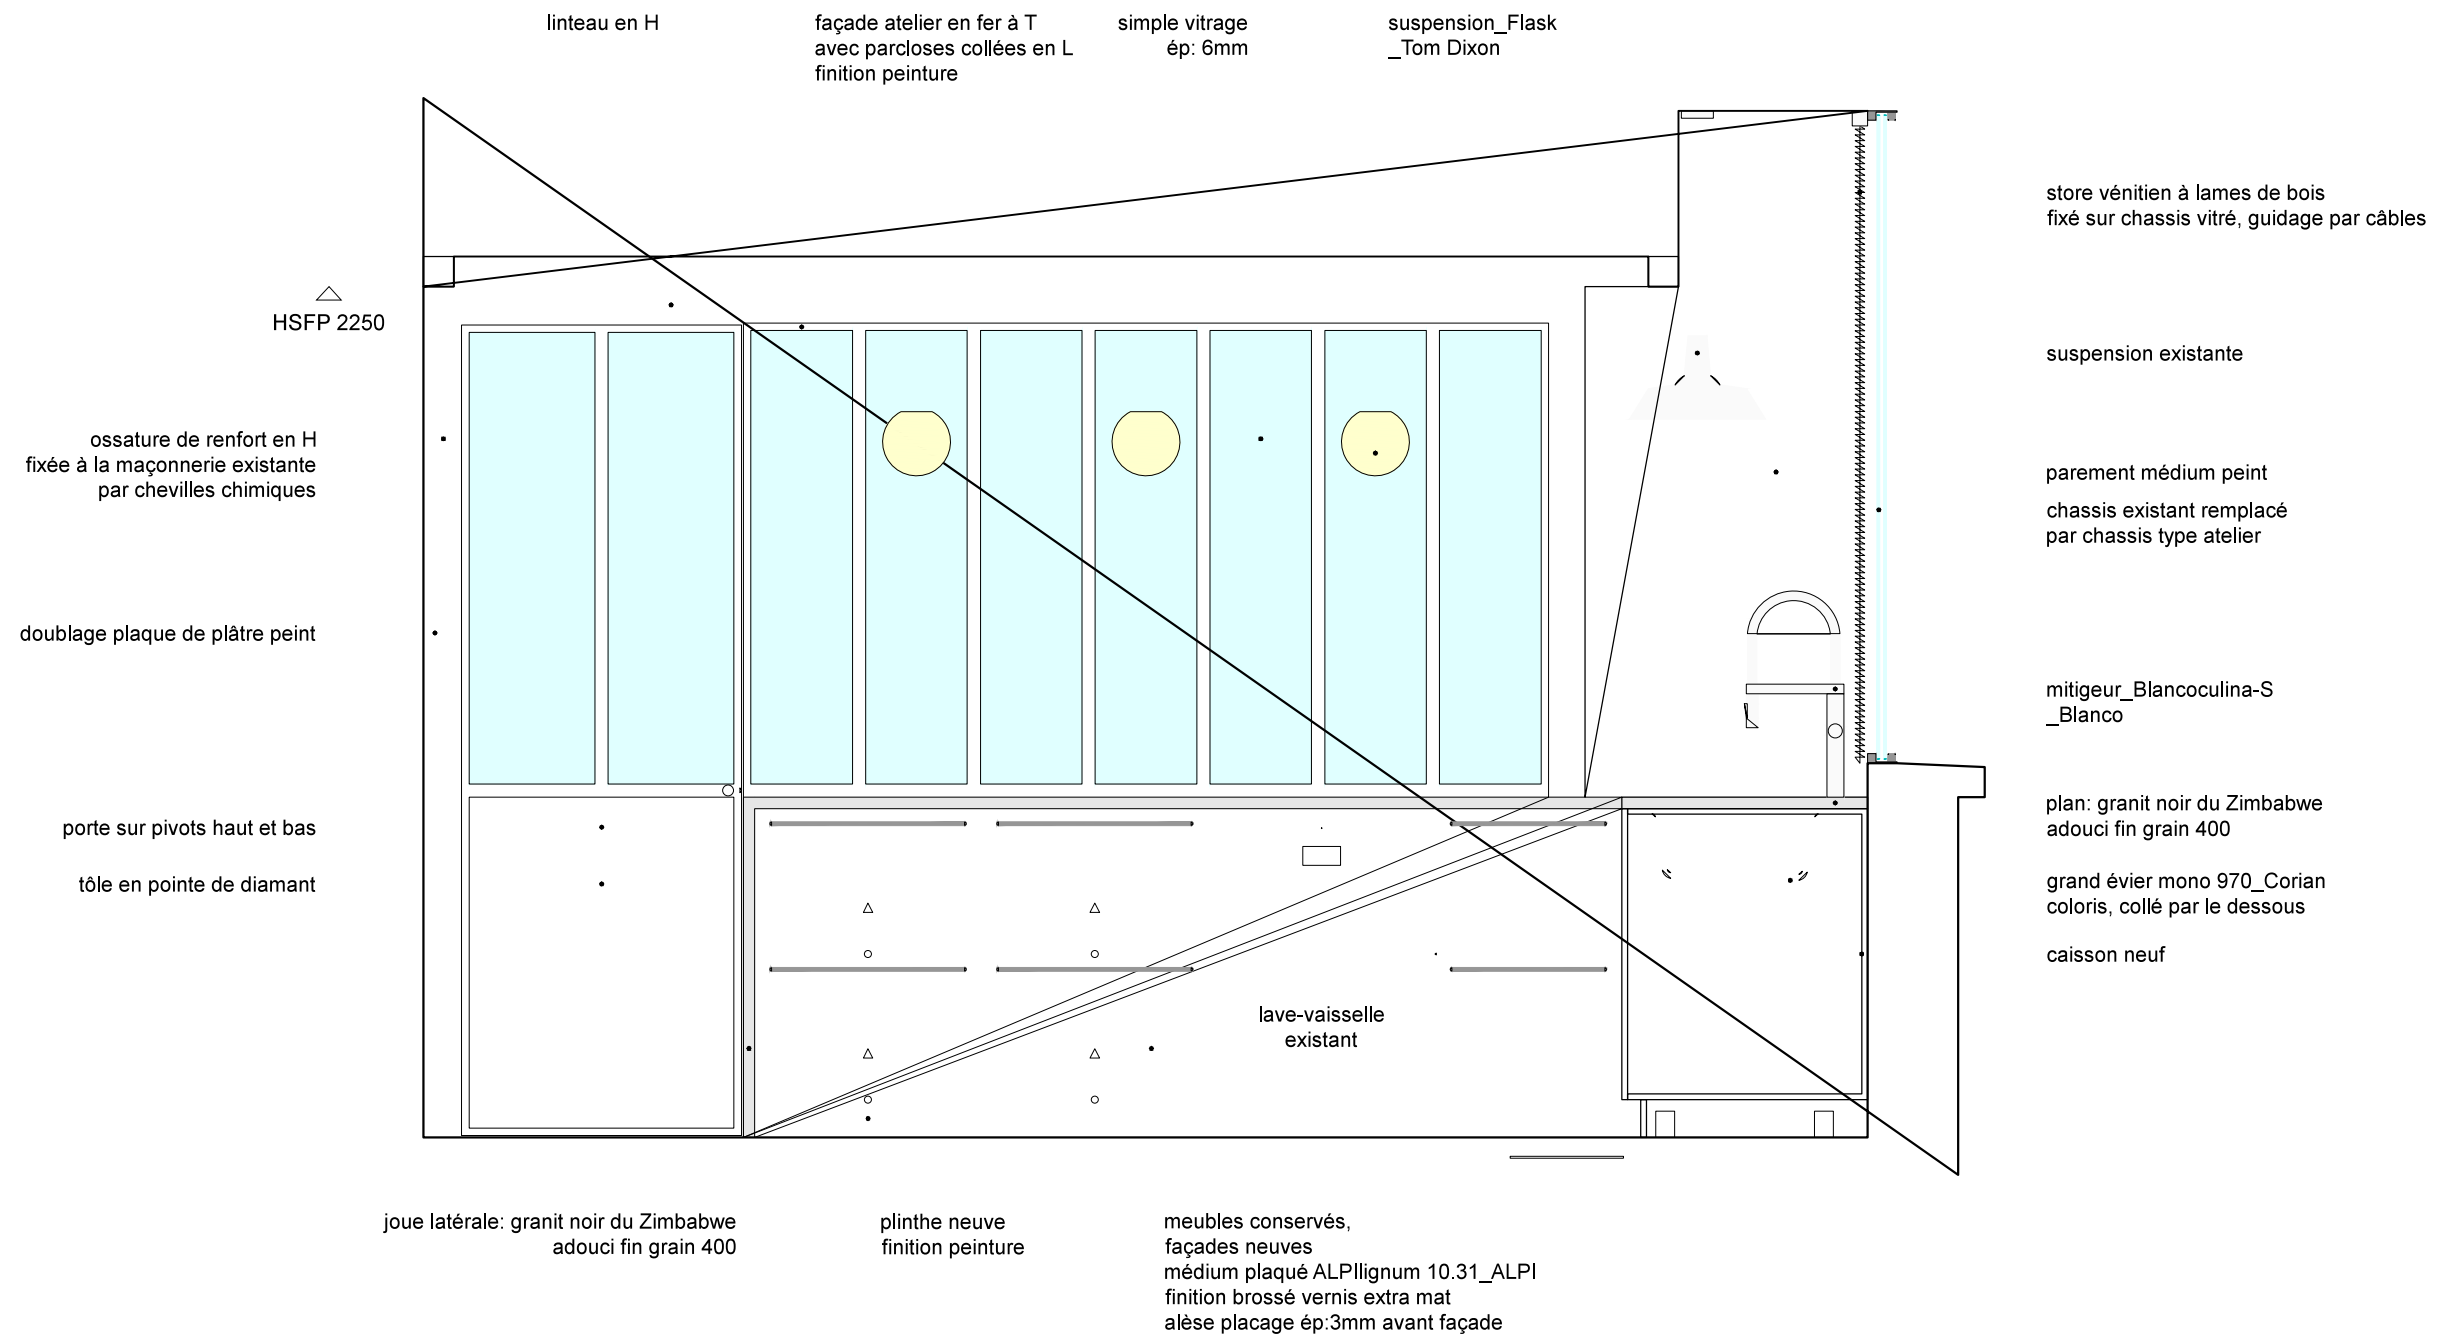 linteau en H
façade atelier en fer à T
avec parcloses collées en L
finition peinture
simple vitrage
ép: 6mm
suspension_Flask
_Tom Dixon
HSFP 2250
ossature de renfort en H
fixée à la maçonnerie existante
par chevilles chimiques
doublage plaque de plâtre peint
porte sur pivots haut et bas
tôle en pointe de diamant
store vénitien à lames de bois
fixé sur chassis vitré, guidage par câbles
suspension existante
parement médium peint
chassis existant remplacé
par chassis type atelier
mitigeur_Blancoculina-S
_Blanco
plan: granit noir du Zimbabwe
adouci fin grain 400
grand évier mono 970_Corian
coloris, collé par le dessous
caisson neuf
lave-vaisselle
existant
joue latérale: granit noir du Zimbabwe
adouci fin grain 400
plinthe neuve
finition peinture
meubles conservés,
façades neuves
médium plaqué ALPIlignum 10.31_ALPI
finition brossé vernis extra mat
alèse placage ép:3mm avant façade